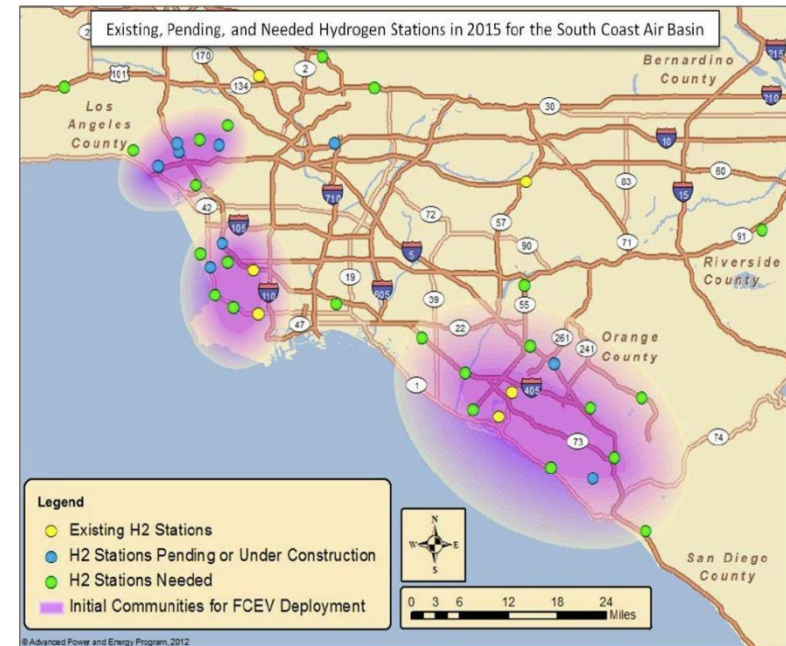 Existing, Pending, and Needed Hydrogen Stations in 2015 for the South Coast Air Basin
2
170
Bernardino
County
215
101
134
2
210
30
Los
Angeles
County
10
60
83
710
15
42
72
57
105
5
90
71
91
Riverside
County
19
605
39
110
55
47
22
261
241
Orange
County
1
405
74
73
Legend
Existing H2 Stations
H2 Stations Pending or Under Construction
H2 Stations Needed
Initial Communities for FCEV Deployment
N
W
E
S
0 3 6 12 18 24
Miles
San Diego
County
© Advanced Power and Energy Program, 2012